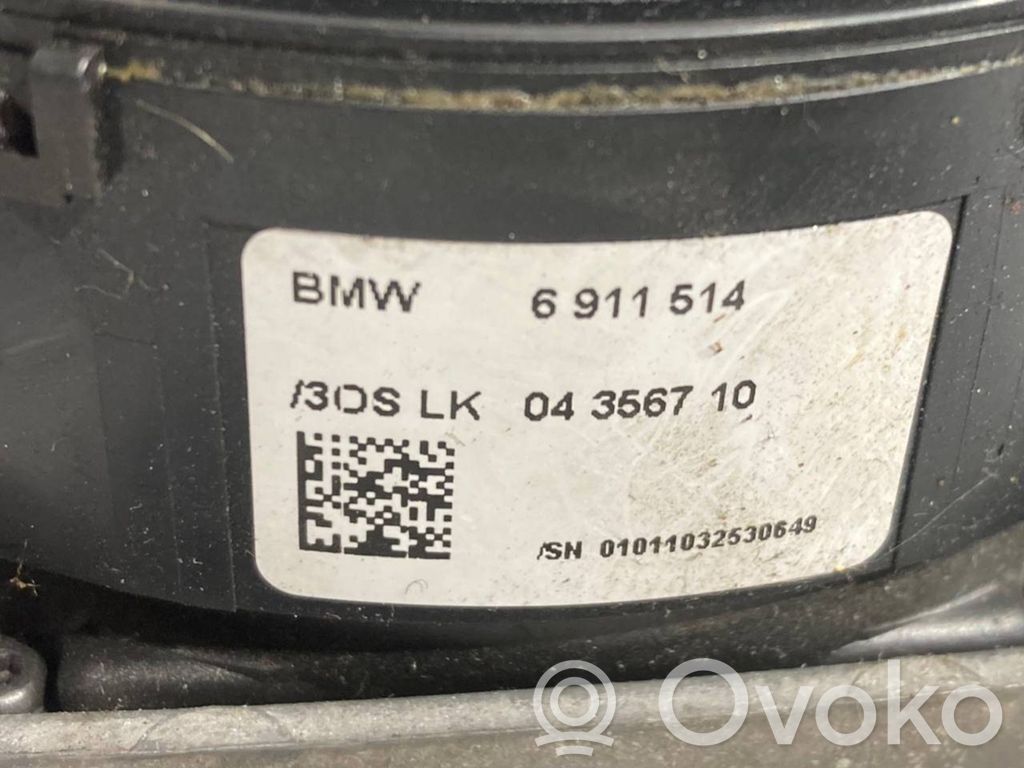 BMW 6 911 514
/3OS LK 04 3567 10
/SN 01011032530649
Ovoko